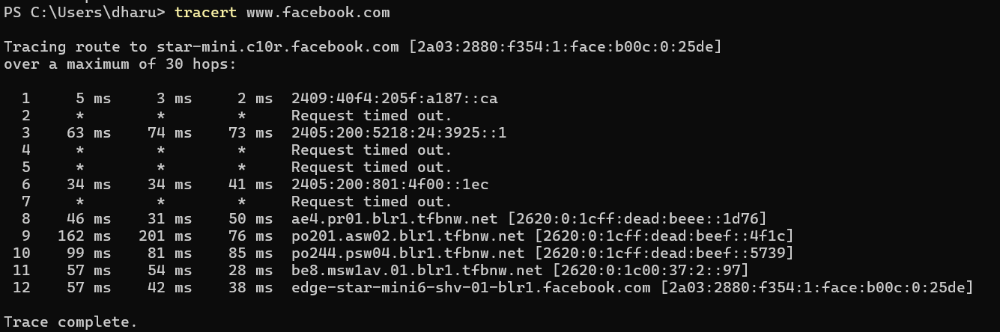 PS C:\Users\dharu> tracert www.facebook.com
Tracing route to star-mini.c10r.facebook.com [2a03:2880:f354:1:face:b00c:0:25de]
over a maximum of 30 hops:
1 5 ms 3 ms 2 ms 2409:40f4:205f:a187::ca
2 * * * Request timed out.
3 63 ms 74 ms 73 ms 2405:200:5218:24:3925::1
4 * * * Request timed out.
5 * * * Request timed out.
6 34 ms 34 ms 41 ms 2405:200:801:4f00::1ec
7 * * * Request timed out.
8 46 ms 31 ms 50 ms ae4.pr01.blr1.tfbnw.net [2620:0:1cff:dead:beee::1d76]
9 162 ms 201 ms 76 ms po201.asw02.blr1.tfbnw.net [2620:0:1cff:dead:beef::4f1c]
10 99 ms 81 ms 85 ms po244.psw04.blr1.tfbnw.net [2620:0:1cff:dead:beef::5739]
11 57 ms 54 ms 28 ms be8.msw1av.01.blr1.tfbnw.net [2620:0:1c00:37:2::97]
12 57 ms 42 ms 38 ms edge-star-mini6-shv-01-blr1.facebook.com [2a03:2880:f354:1:face:b00c:0:25de]
Trace complete.